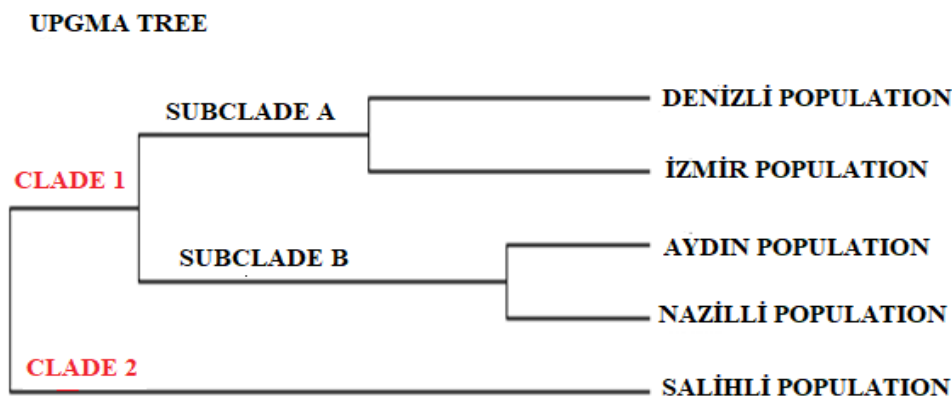 UPGMA TREE
SUBCLADE A
DENİZLİ POPULATION
CLADE 1
İZMİR POPULATION
SUBCLADE B
AYDIN POPULATION
NAZİLLİ POPULATION
CLADE 2
SALİHLİ POPULATION